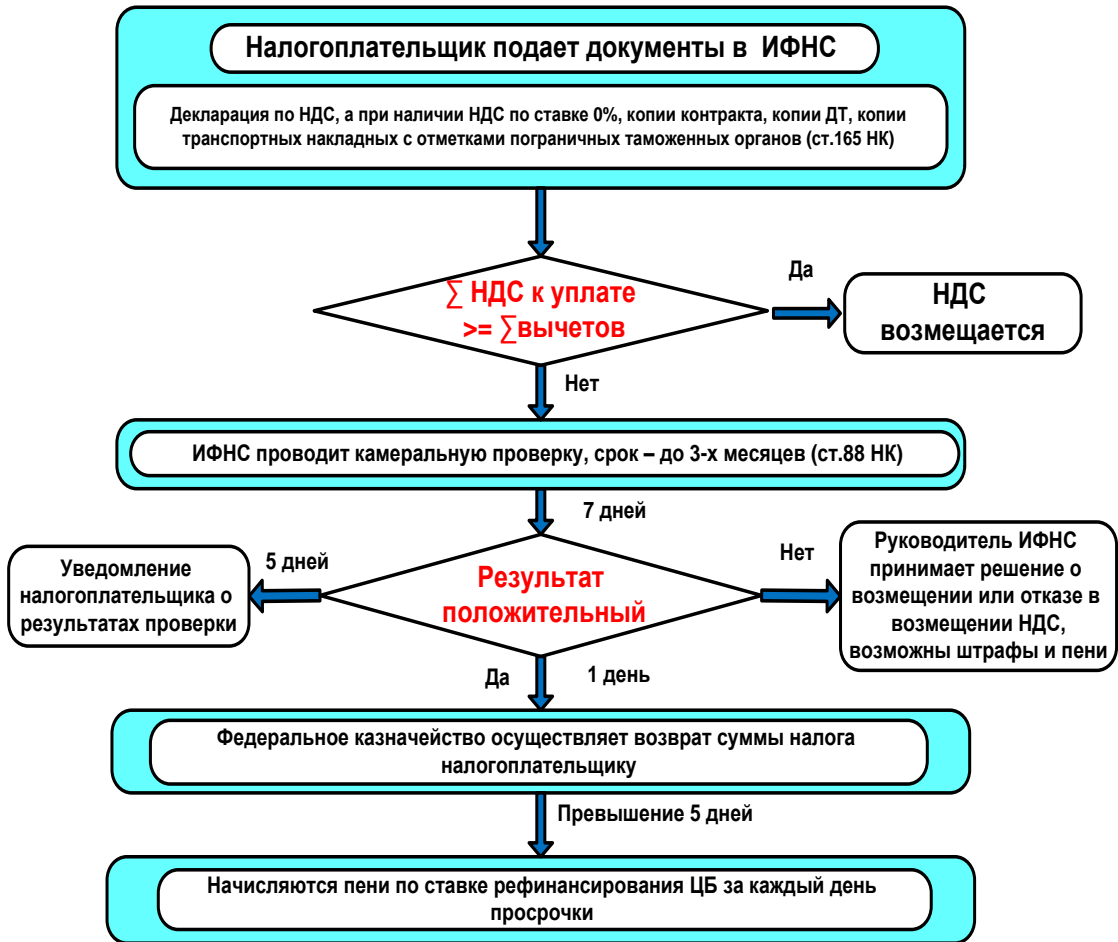 Налогоплательщик подает документы в ИФНС
Декларация по НДС, а при наличии НДС по ставке 0%, копии контракта, копии ДТ, копии
транспортных накладных с отметками пограничных таможенных органов (ст.165 НК)
∑ НДС к уплате
>= ∑вычетов
Да
НДС
возмещается
Нет
ИФНС проводит камеральную проверку, срок – до 3-х месяцев (ст.88 НК)
7 дней
Уведомление
налогоплательщика о
результатах проверки
5 дней
Результат
положительный
Нет
Руководитель ИФНС
принимает решение о
возмещении или отказе в
возмещении НДС,
возможны штрафы и пени
Да
1 день
Федеральное казначейство осуществляет возврат суммы налога
налогоплательщику
Превышение 5 дней
Начисляются пени по ставке рефинансирования ЦБ за каждый день
просрочки